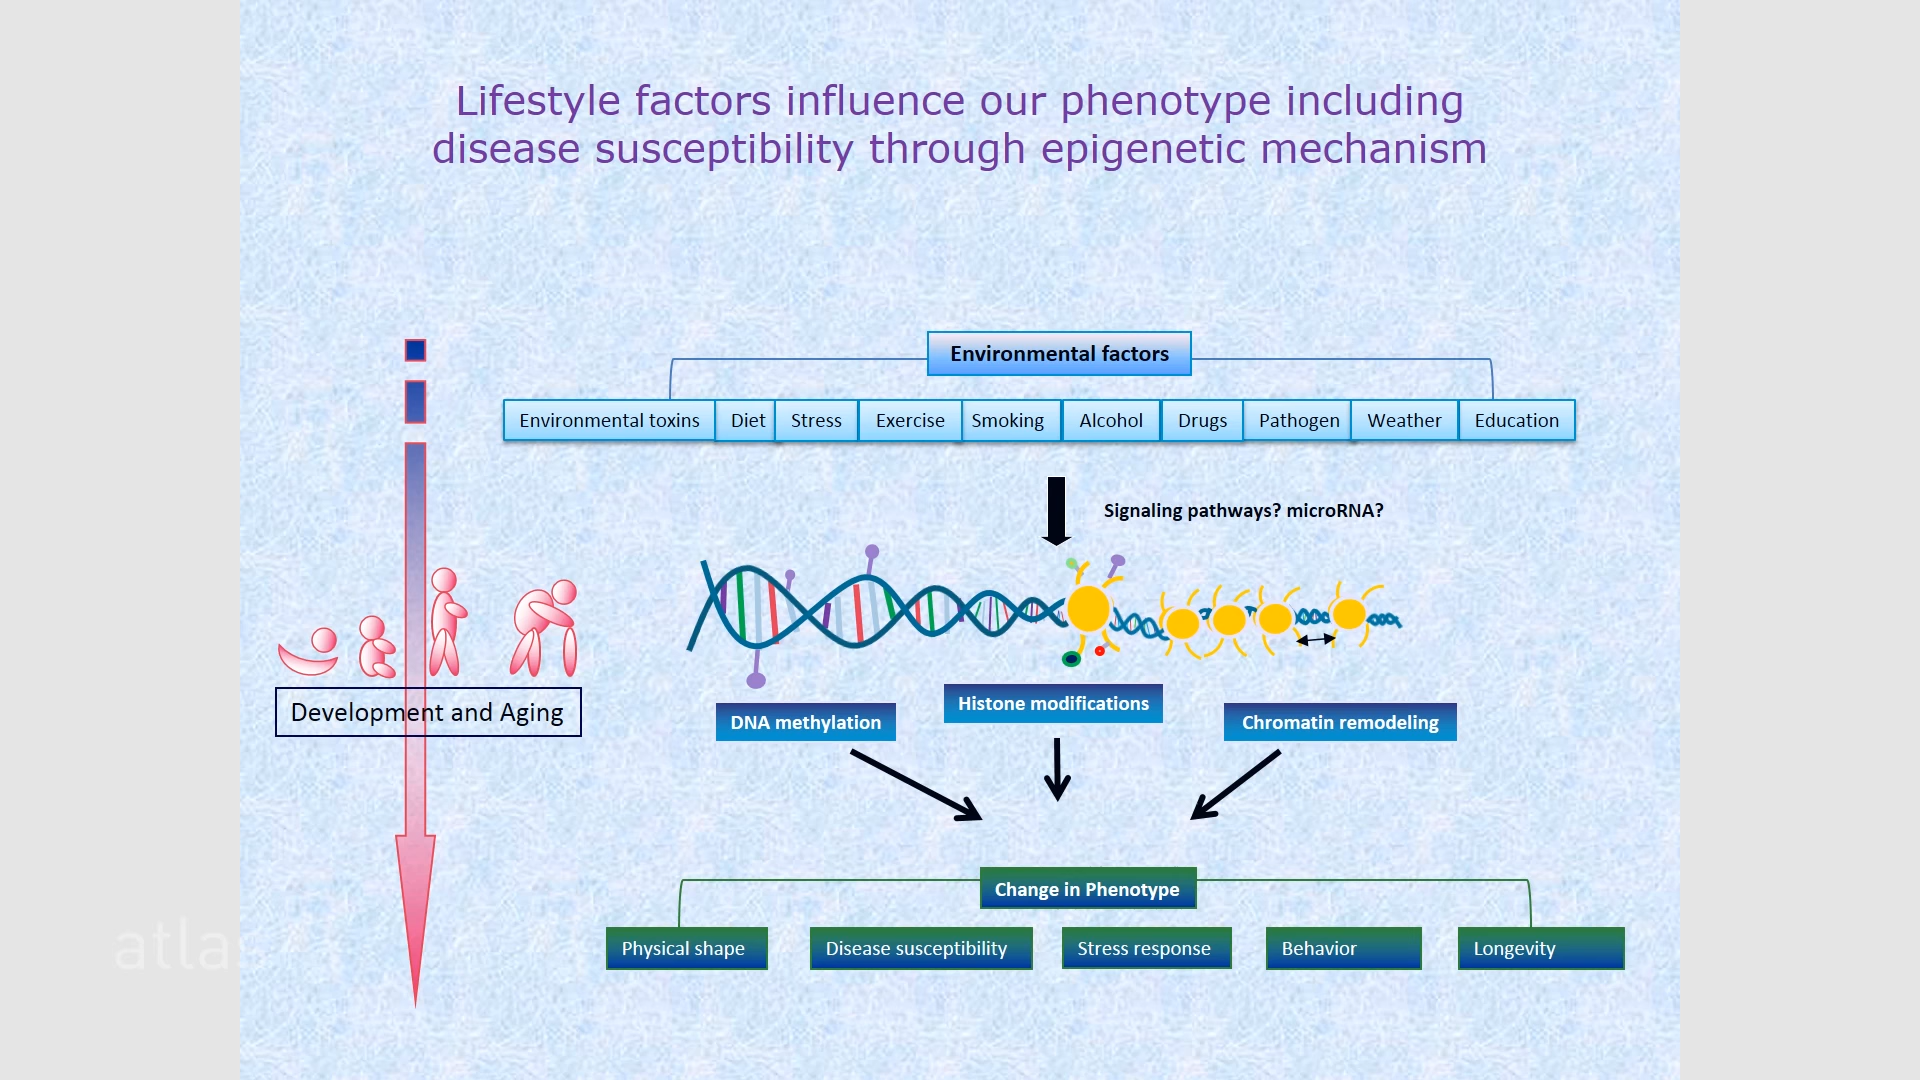 Lifestyle factors influence our phenotype including
disease susceptibility through epigenetic mechanism
Environmental factors
Environmental toxins Diet Stress Exercise Smoking Alcohol Drugs Pathogen Weather Education
Signaling pathways? microRNA?
Development and Aging
DNA methylation
Histone modifications
Chromatin remodeling
Change in Phenotype
Physical shape Disease susceptibility Stress response Behavior Longevity
atlas